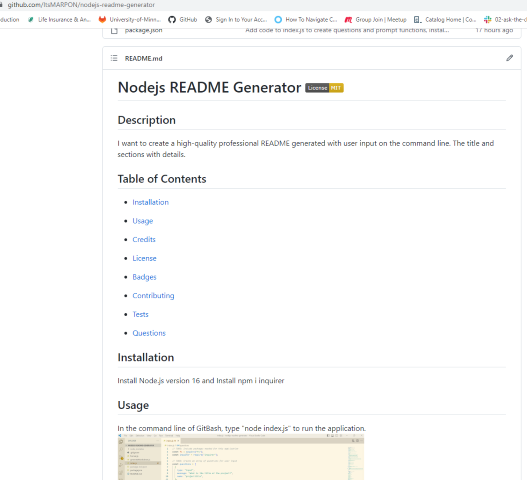 github.com/ItsMARPON/nodejs-readme-generator
duction Life Insurance & An... University-of-Minn... GitHub Sign In to Your Acc... How To Navigate C... Group Join | Meetup Catalog Home | Co... 02-ask-the-c
package.json Add code to index.js to create questions and prompt functions, instal... 17 hours ago
README.md
Nodejs README Generator License MIT
Description
I want to create a high-quality professional README generated with user input on the command line. The title and
sections with details.
Table of Contents
Installation
Usage
Credits
License
Badges
Contributing
Tests
Questions
Installation
Install Node.js version 16 and Install npm i inquirer
Usage
In the command line of GitBash, type "node index.js" to run the application.